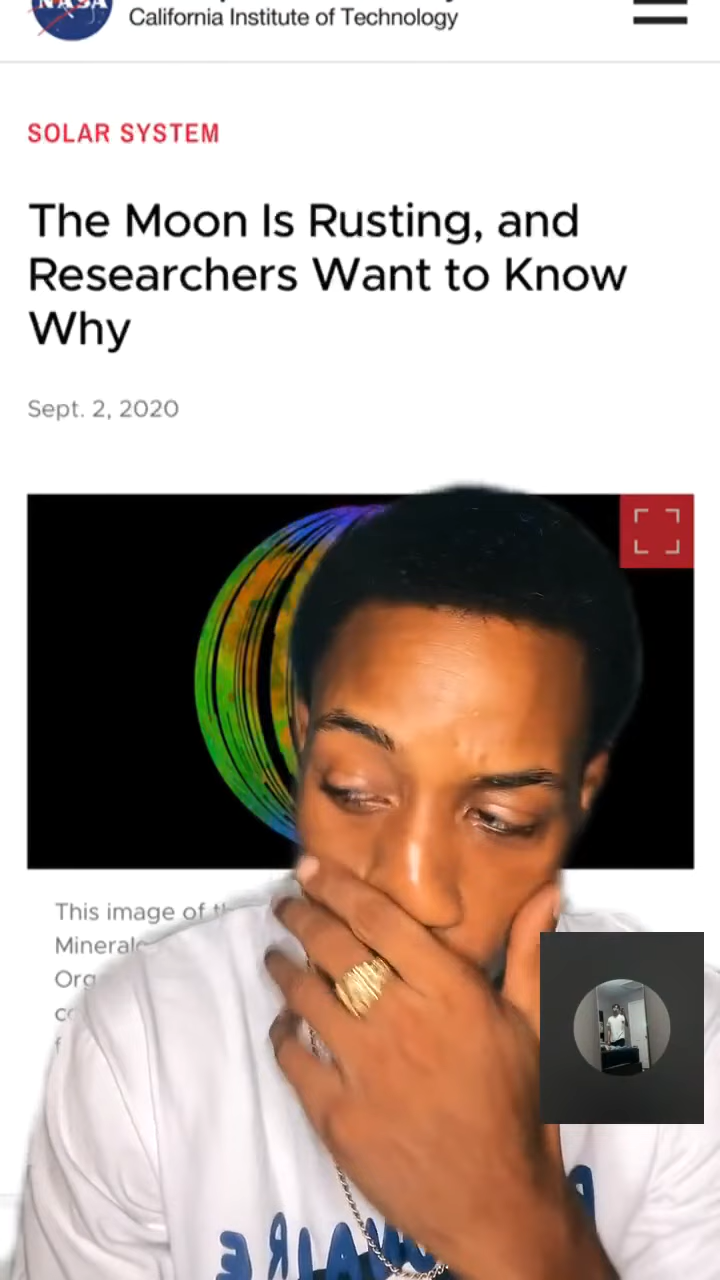 NASA
California Institute of Technology
SOLAR SYSTEM
The Moon Is Rusting, and
Researchers Want to Know
Why
Sept. 2, 2020
This image of